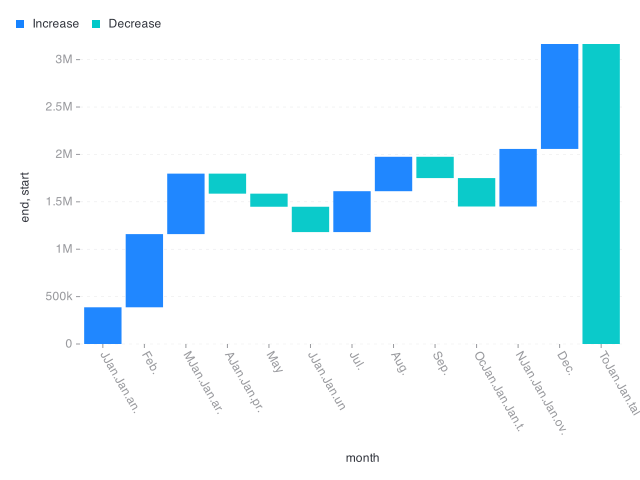 Increase Decrease
3M
2.5M
2M
1.5M
1M
500k
0
end, start
JJan.Jan.an.
Feb.
MJan.Jan.ar.
AJan.Jan.pr.
May
JJan.Jan.un
Jul.
Aug.
Sep.
OcJan.Jan.Jan.t.
NJan.Jan.Jan.ov.
Dec.
ToJan.Jan.tal
month